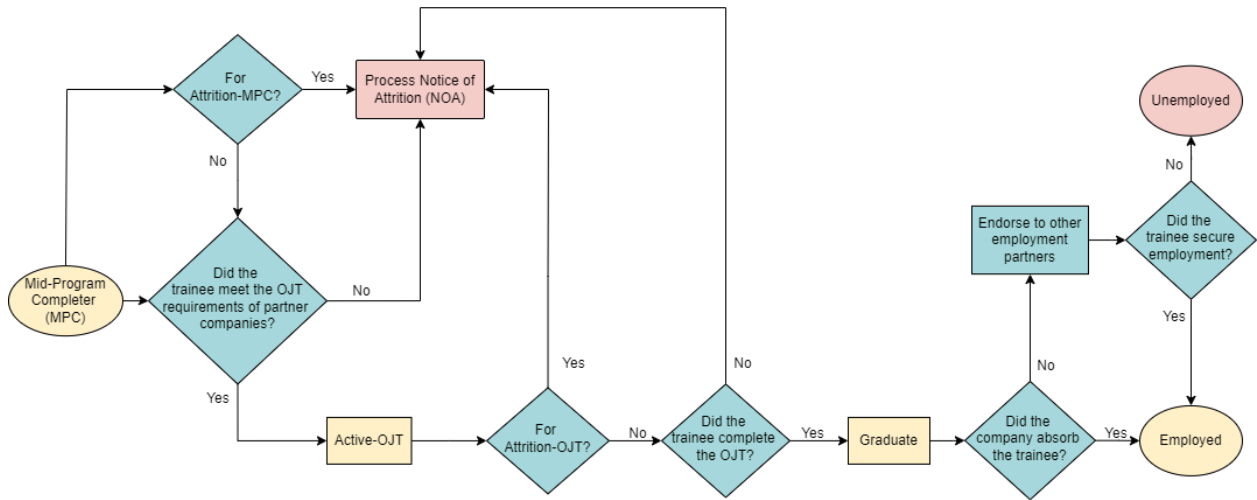 For
Attrition-MPC?
Yes
Process Notice of
Attrition (NOA)
No
Mid-Program
Completer
(MPC)
Did the
trainee meet the OJT
requirements of partner
companies?
No
Yes
Active-OJT
For
Attrition-OJT?
Yes
No
Did the
trainee complete
the OJT?
No
Yes
Graduate
Did the
company absorb
the trainee?
No
Yes
Endorse to other
employment
partners
Did the
trainee secure
employment?
No
Unemployed
Yes
Employed